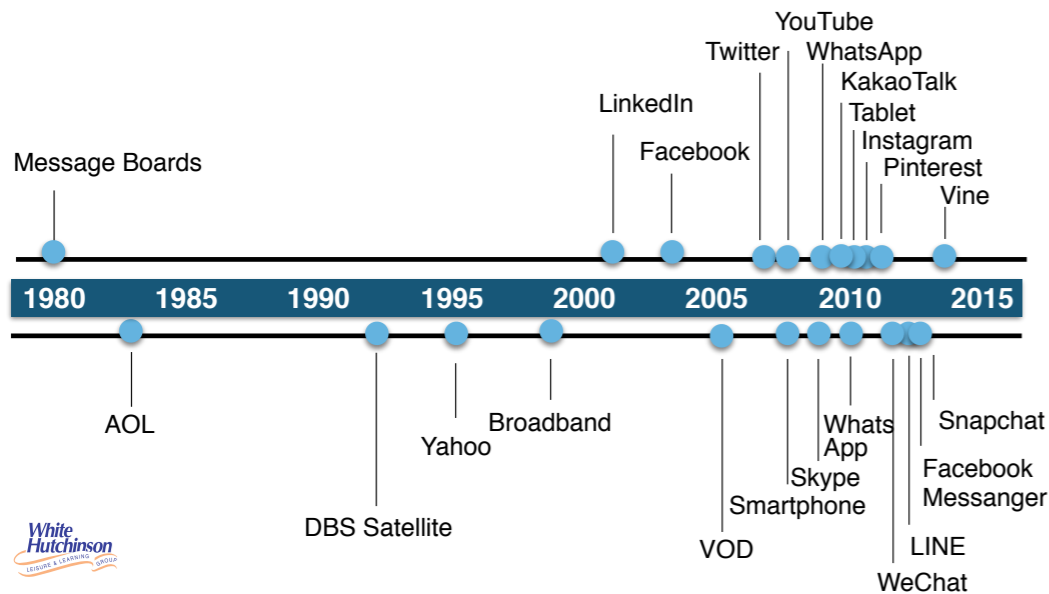 YouTube
Twitter
WhatsApp
KakaoTalk
LinkedIn
Tablet
Instagram
Facebook
Pinterest
Message Boards
Vine
1980 1985 1990 1995 2000 2005 2010 2015
AOL
Broadband
Snapchat
Whats
App
Yahoo
Facebook
Messanger
Skype
Smartphone
DBS Satellite
VOD
LINE
WeChat
White
Hutchinson
LEISURE & LEARNING GROUP